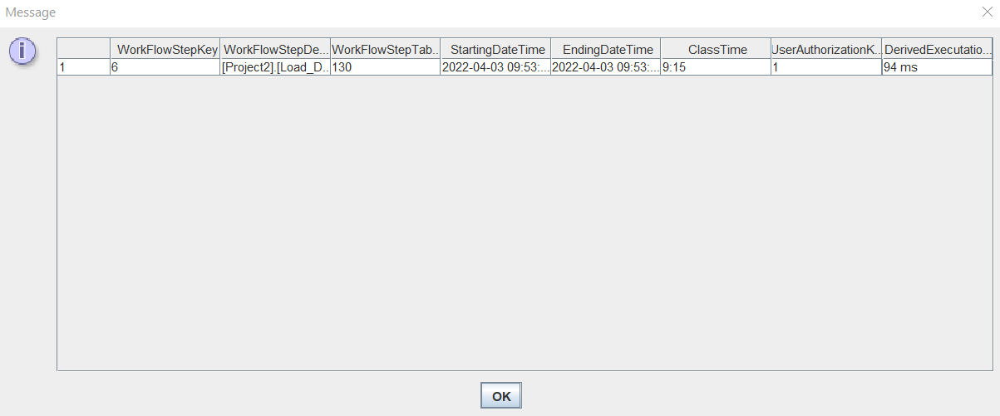 Message
WorkFlowStepKey WorkFlowStepDe... WorkFlowStepTab... StartingDateTime EndingDateTime ClassTime UserAuthorizationK... DerivedExecutatio...
1 6 [Project2].[Load_D... 130 2022-04-03 09:53:... 2022-04-03 09:53:... 9:15 1 94 ms
OK